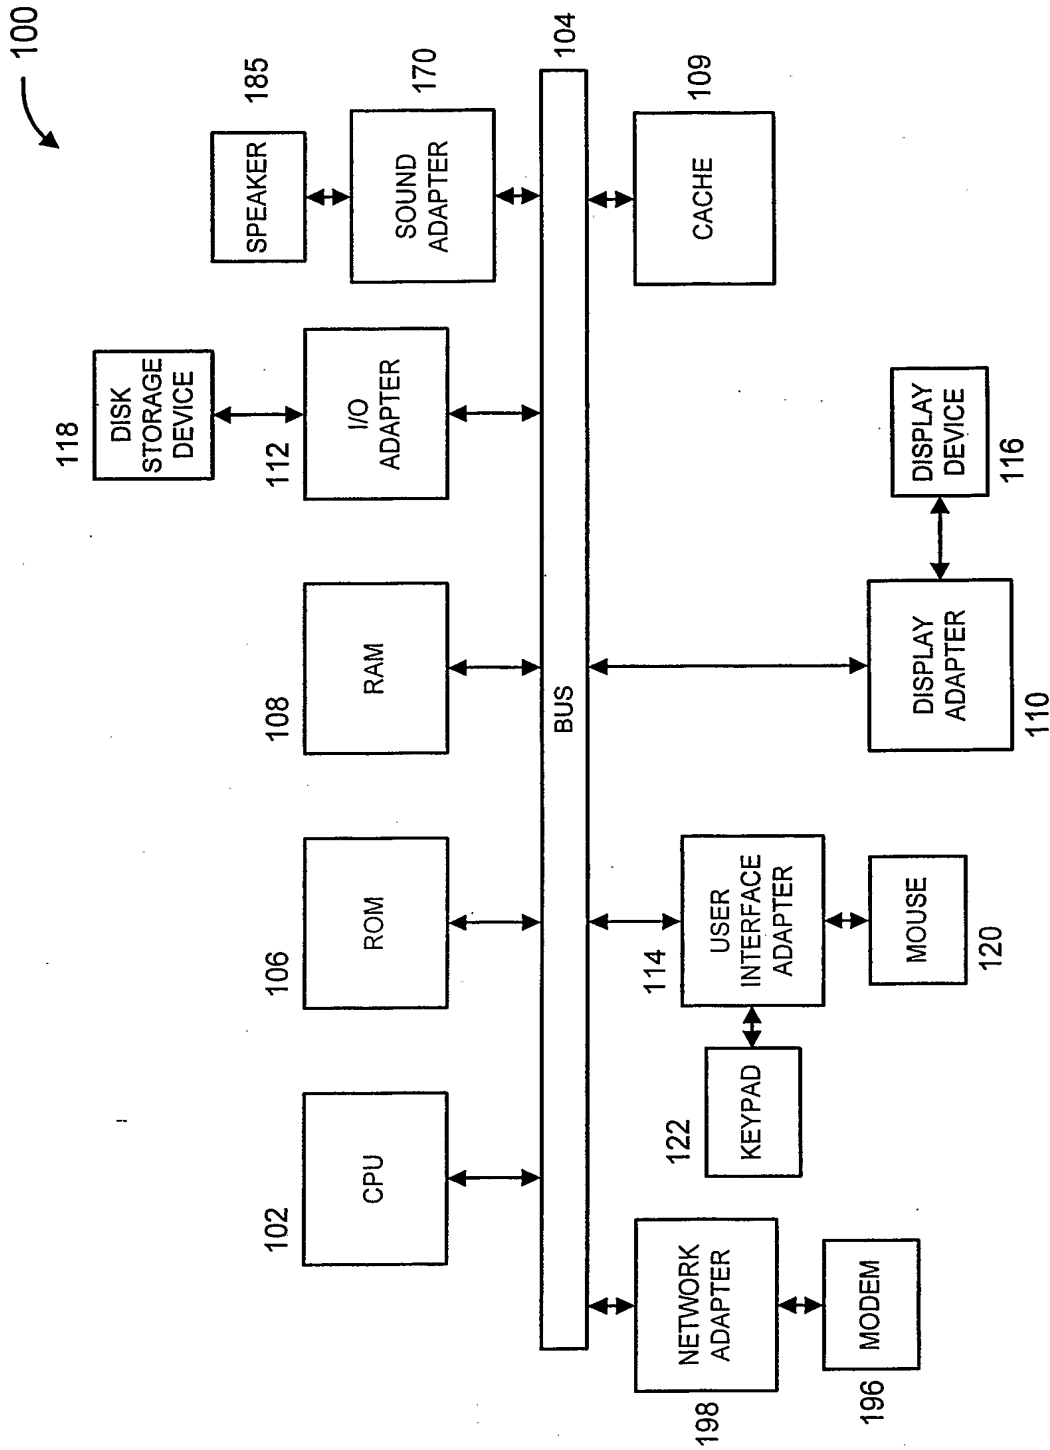 100
118
DISK
STORAGE
DEVICE
SPEAKER
185
102
CPU
106
ROM
108
RAM
112
I/O
ADAPTER
SOUND
ADAPTER
170
BUS
104
198
NETWORK
ADAPTER
122
KEYPAD
114
USER
INTERFACE
ADAPTER
CACHE
109
196
MODEM
MOUSE
120
DISPLAY
ADAPTER
110
DISPLAY
DEVICE
116